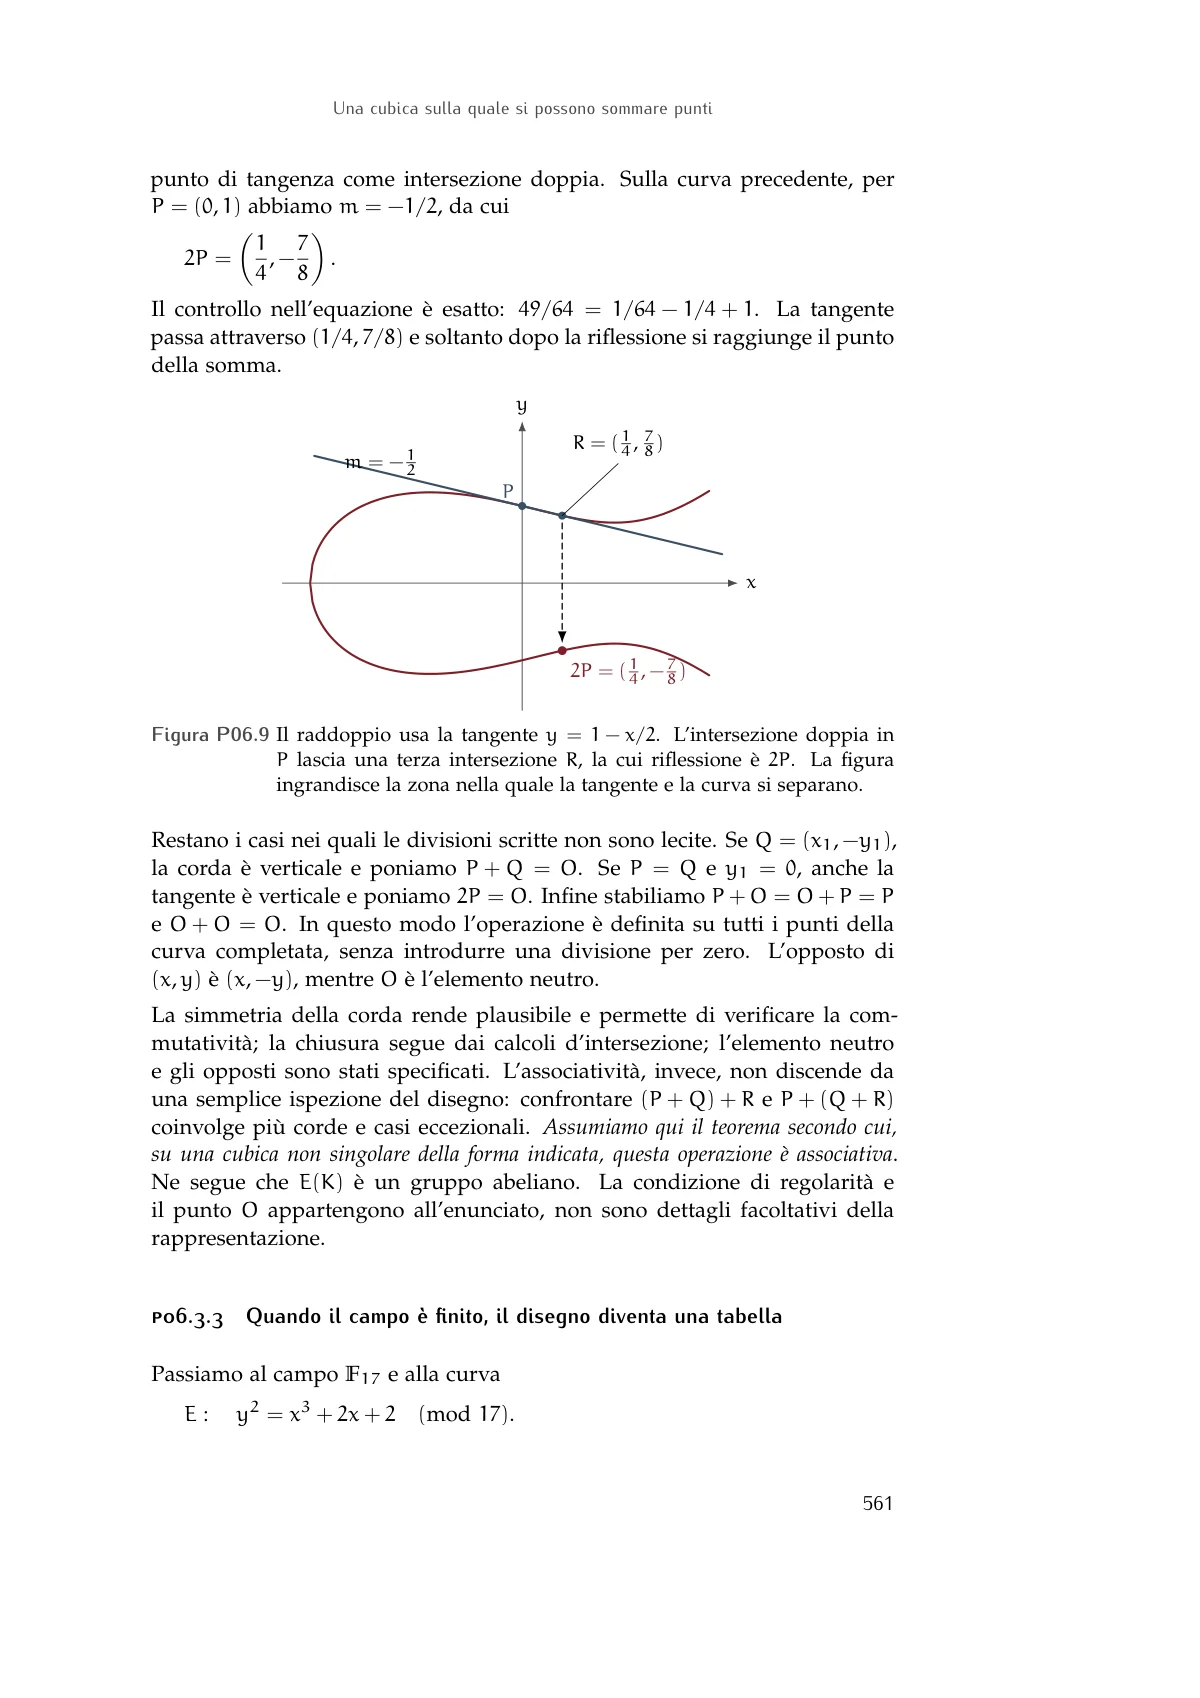 Una cubica sulla quale si possono sommare punti
punto di tangenza come intersezione doppia. Sulla curva precedente, per
P = (0, 1) abbiamo m = −1/2, da cui
2P = (1/4, −7/8).
Il controllo nell'equazione è esatto: 49/64 = 1/64 − 1/4 + 1. La tangente
passa attraverso (1/4, 7/8) e soltanto dopo la riflessione si raggiunge il punto
della somma.
y
R = (1/4, 7/8)
m = −1/2
P
x
2P = (1/4, −7/8)
Figura P06.9 Il raddoppio usa la tangente y = 1 − x/2. L'intersezione doppia in
P lascia una terza intersezione R, la cui riflessione è 2P. La figura
ingrandisce la zona nella quale la tangente e la curva si separano.
Restano i casi nei quali le divisioni scritte non sono lecite. Se Q = (x₁, −y₁),
la corda è verticale e poniamo P + Q = O. Se P = Q e y₁ = 0, anche la
tangente è verticale e poniamo 2P = O. Infine stabiliamo P + O = O + P = P
e O + O = O. In questo modo l'operazione è definita su tutti i punti della
curva completata, senza introdurre una divisione per zero. L'opposto di
(x, y) è (x, −y), mentre O è l'elemento neutro.
La simmetria della corda rende plausibile e permette di verificare la com-
mutatività; la chiusura segue dai calcoli d'intersezione; l'elemento neutro
e gli opposti sono stati specificati. L'associatività, invece, non discende da
una semplice ispezione del disegno: confrontare (P + Q) + R e P + (Q + R)
coinvolge più corde e casi eccezionali. Assumiamo qui il teorema secondo cui,
su una cubica non singolare della forma indicata, questa operazione è associativa.
Ne segue che E(K) è un gruppo abeliano. La condizione di regolarità e
il punto O appartengono all'enunciato, non sono dettagli facoltativi della
rappresentazione.
P06.3.3 Quando il campo è finito, il disegno diventa una tabella
Passiamo al campo 𝔽₁₇ e alla curva
E : y² = x³ + 2x + 2 (mod 17).
561